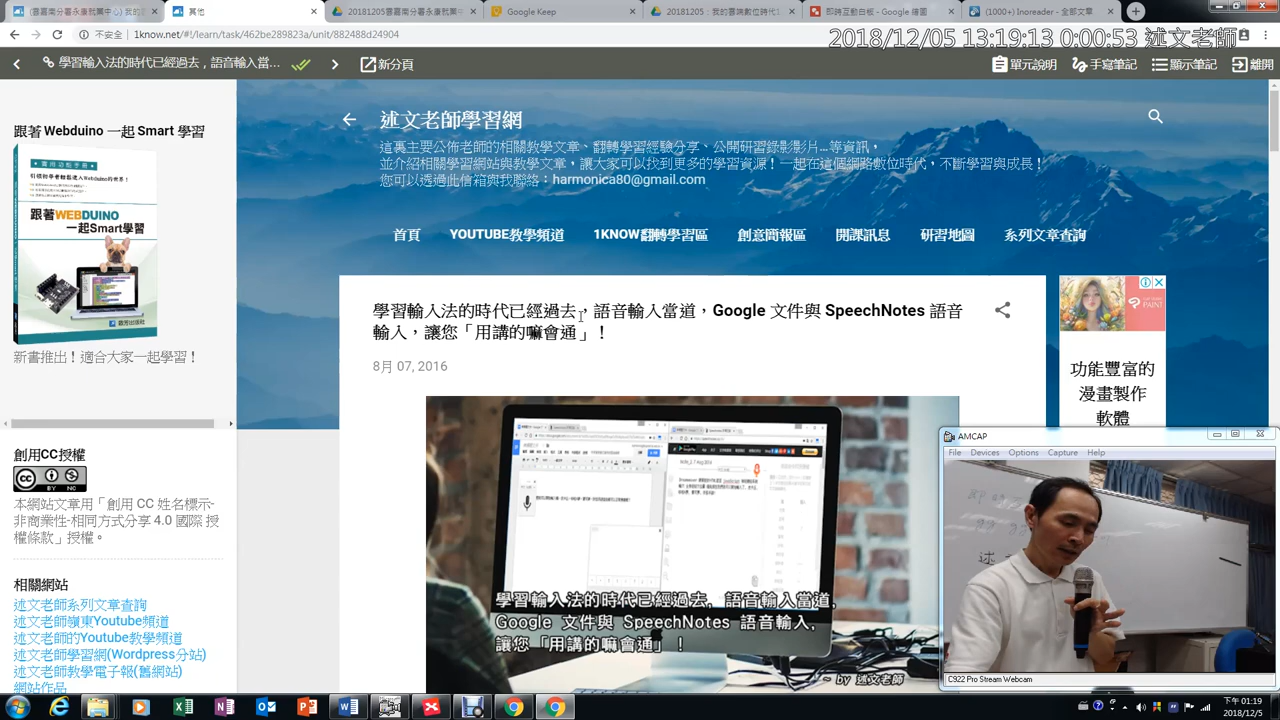 (雲嘉南分署永康就業中心) 我的
其他
20181205雲嘉南分署永康就業中
Google Keep
20181205：我的雲端數位時代1
即時互動白板 - Google 繪圖
(1000+) Inoreader - 全部文章
不安全 | 1know.net/#!/learn/task/462be289823a/unit/882488d24904
2018/12/05 13:19:13 0:00:53 述文老師
學習輸入法的時代已經過去，語音輸入當...
新分頁
單元說明
手寫筆記
顯示筆記
離開
跟著 Webduino 一起 Smart 學習
跟著WEBDUINO
一起Smart學習
新書推出！適合大家一起學習！
創用CC授權
BY NC SA
本網站文章用「創用 CC 姓名標示-
非商業性-相同方式分享 4.0 國際 授
權條款」授權。
相關網站
述文老師系列文章查詢
述文老師嶺東Youtube頻道
述文老師的Youtube教學頻道
述文老師學習網(Wordpress分站)
述文老師教學電子報(舊網站)
網站作品
述文老師學習網
這裏主要公佈老師的相關教學文章、翻轉學習經驗分享、公開研習錄影影片...等資訊，
並介紹相關學習網站與教學文章，讓大家可以找到更多的學習資源！一起在這個網路數位時代，不斷學習與成長！
您可以透過此信箱與我聯絡：harmonica80@gmail.com
首頁
YOUTUBE教學頻道
1KNOW翻轉學習區
創意簡報區
開課訊息
研習地圖
系列文章查詢
學習輸入法的時代已經過去，語音輸入當道，Google 文件與 SpeechNotes 語音
輸入，讓您「用講的嘛會通」！
8月 07, 2016
學習輸入法的時代已經過去，語音輸入當道，
Google 文件與 SpeechNotes 語音輸入，
讓您「用講的嘛會通」！
~ by 述文老師
功能豐富的
漫畫製作
軟體
AMCAP
File Devices Options Capture Help
述
C922 Pro Stream Webcam
下午 01:19
2018/12/5